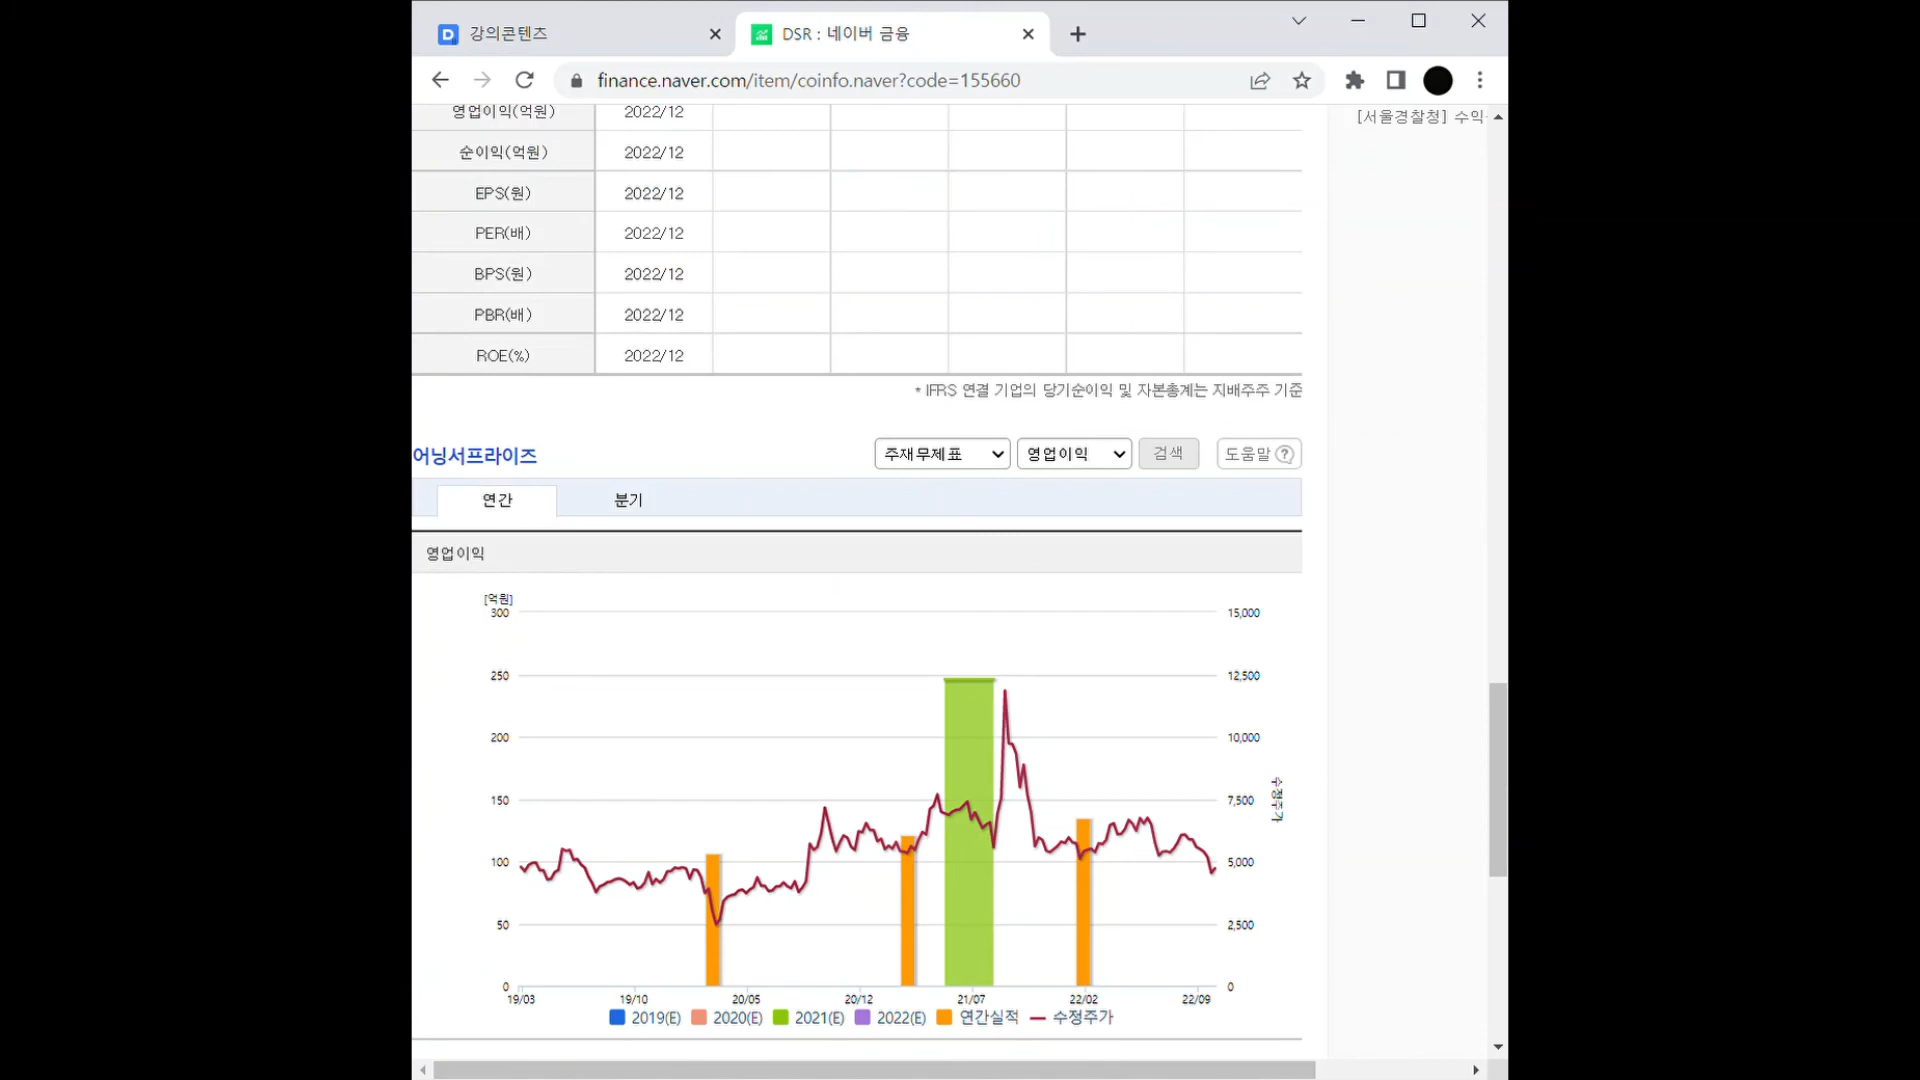 강의콘텐츠
DSR : 네이버 금융
finance.naver.com/item/coinfo.naver?code=155660
[서울경찰청] 수익
영업이익(억원) 2022/12
순이익(억원) 2022/12
EPS(원) 2022/12
PER(배) 2022/12
BPS(원) 2022/12
PBR(배) 2022/12
ROE(%) 2022/12
* IFRS 연결 기업의 당기순이익 및 자본총계는 지배주주 기준
어닝서프라이즈 주재무제표 영업이익 검색 도움말 ?
연간 분기
영업이익
[억원]
300 15,000
250 12,500
200 10,000
150 7,500
수정주가
100 5,000
50 2,500
0 0
19/03 19/10 20/05 20/12 21/07 22/02 22/09
2019(E) 2020(E) 2021(E) 2022(E) 연간실적 수정주가